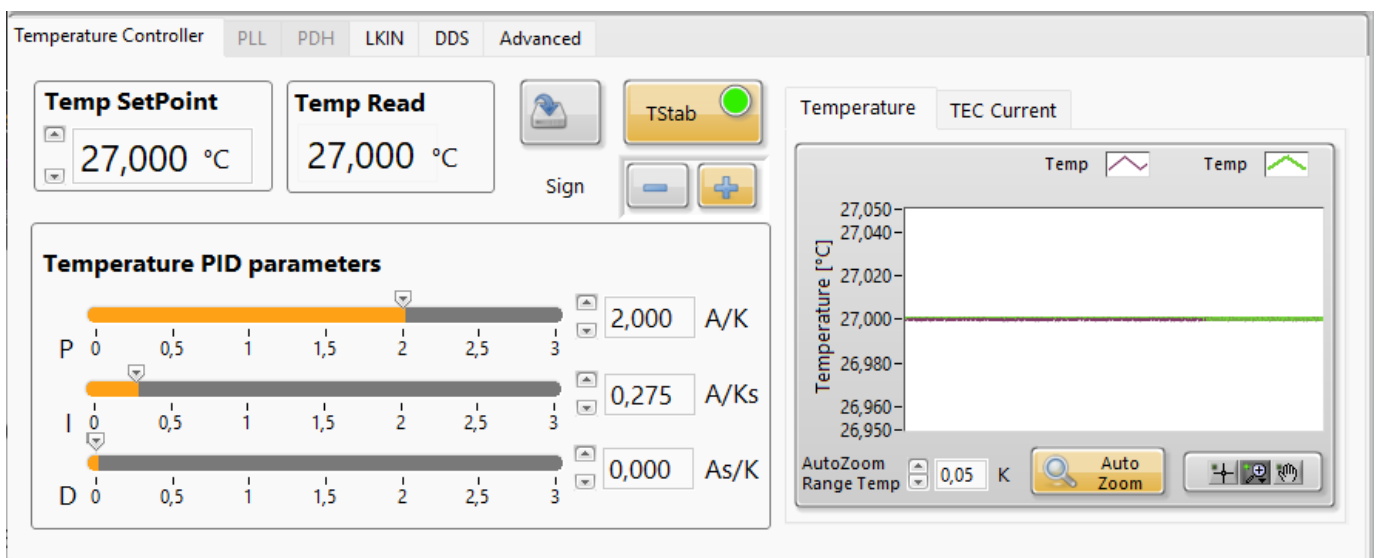 Temperature Controller PLL PDH LKIN DDS Advanced
Temp SetPoint
27,000 °C
Temp Read
27,000 °C
TStab
Sign
Temperature PID parameters
P 0 0,5 1 1,5 2 2,5 3 2,000 A/K
I 0 0,5 1 1,5 2 2,5 3 0,275 A/Ks
D 0 0,5 1 1,5 2 2,5 3 0,000 As/K
Temperature TEC Current
Temp Temp
Temperature [°C]
27,050
27,040
27,020
27,000
26,980
26,960
26,950
AutoZoom
Range Temp 0,05 K
Auto
Zoom